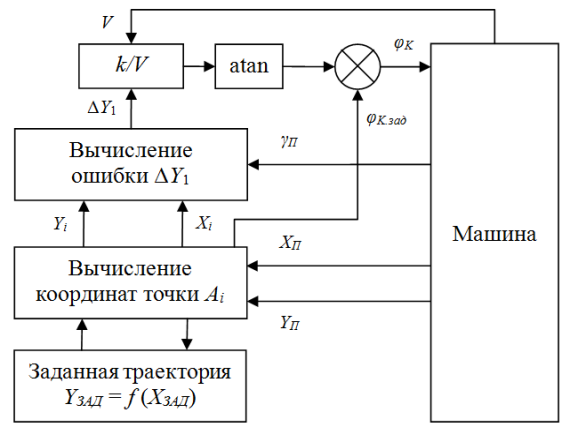 V
k/V
atan
φK
ΔY1
φK.зад
Вычисление
ошибки ΔY1
γП
Yi
Xi
Машина
Вычисление
координат точки Ai
XП
YП
Заданная траектория
YЗАД = f (XЗАД)